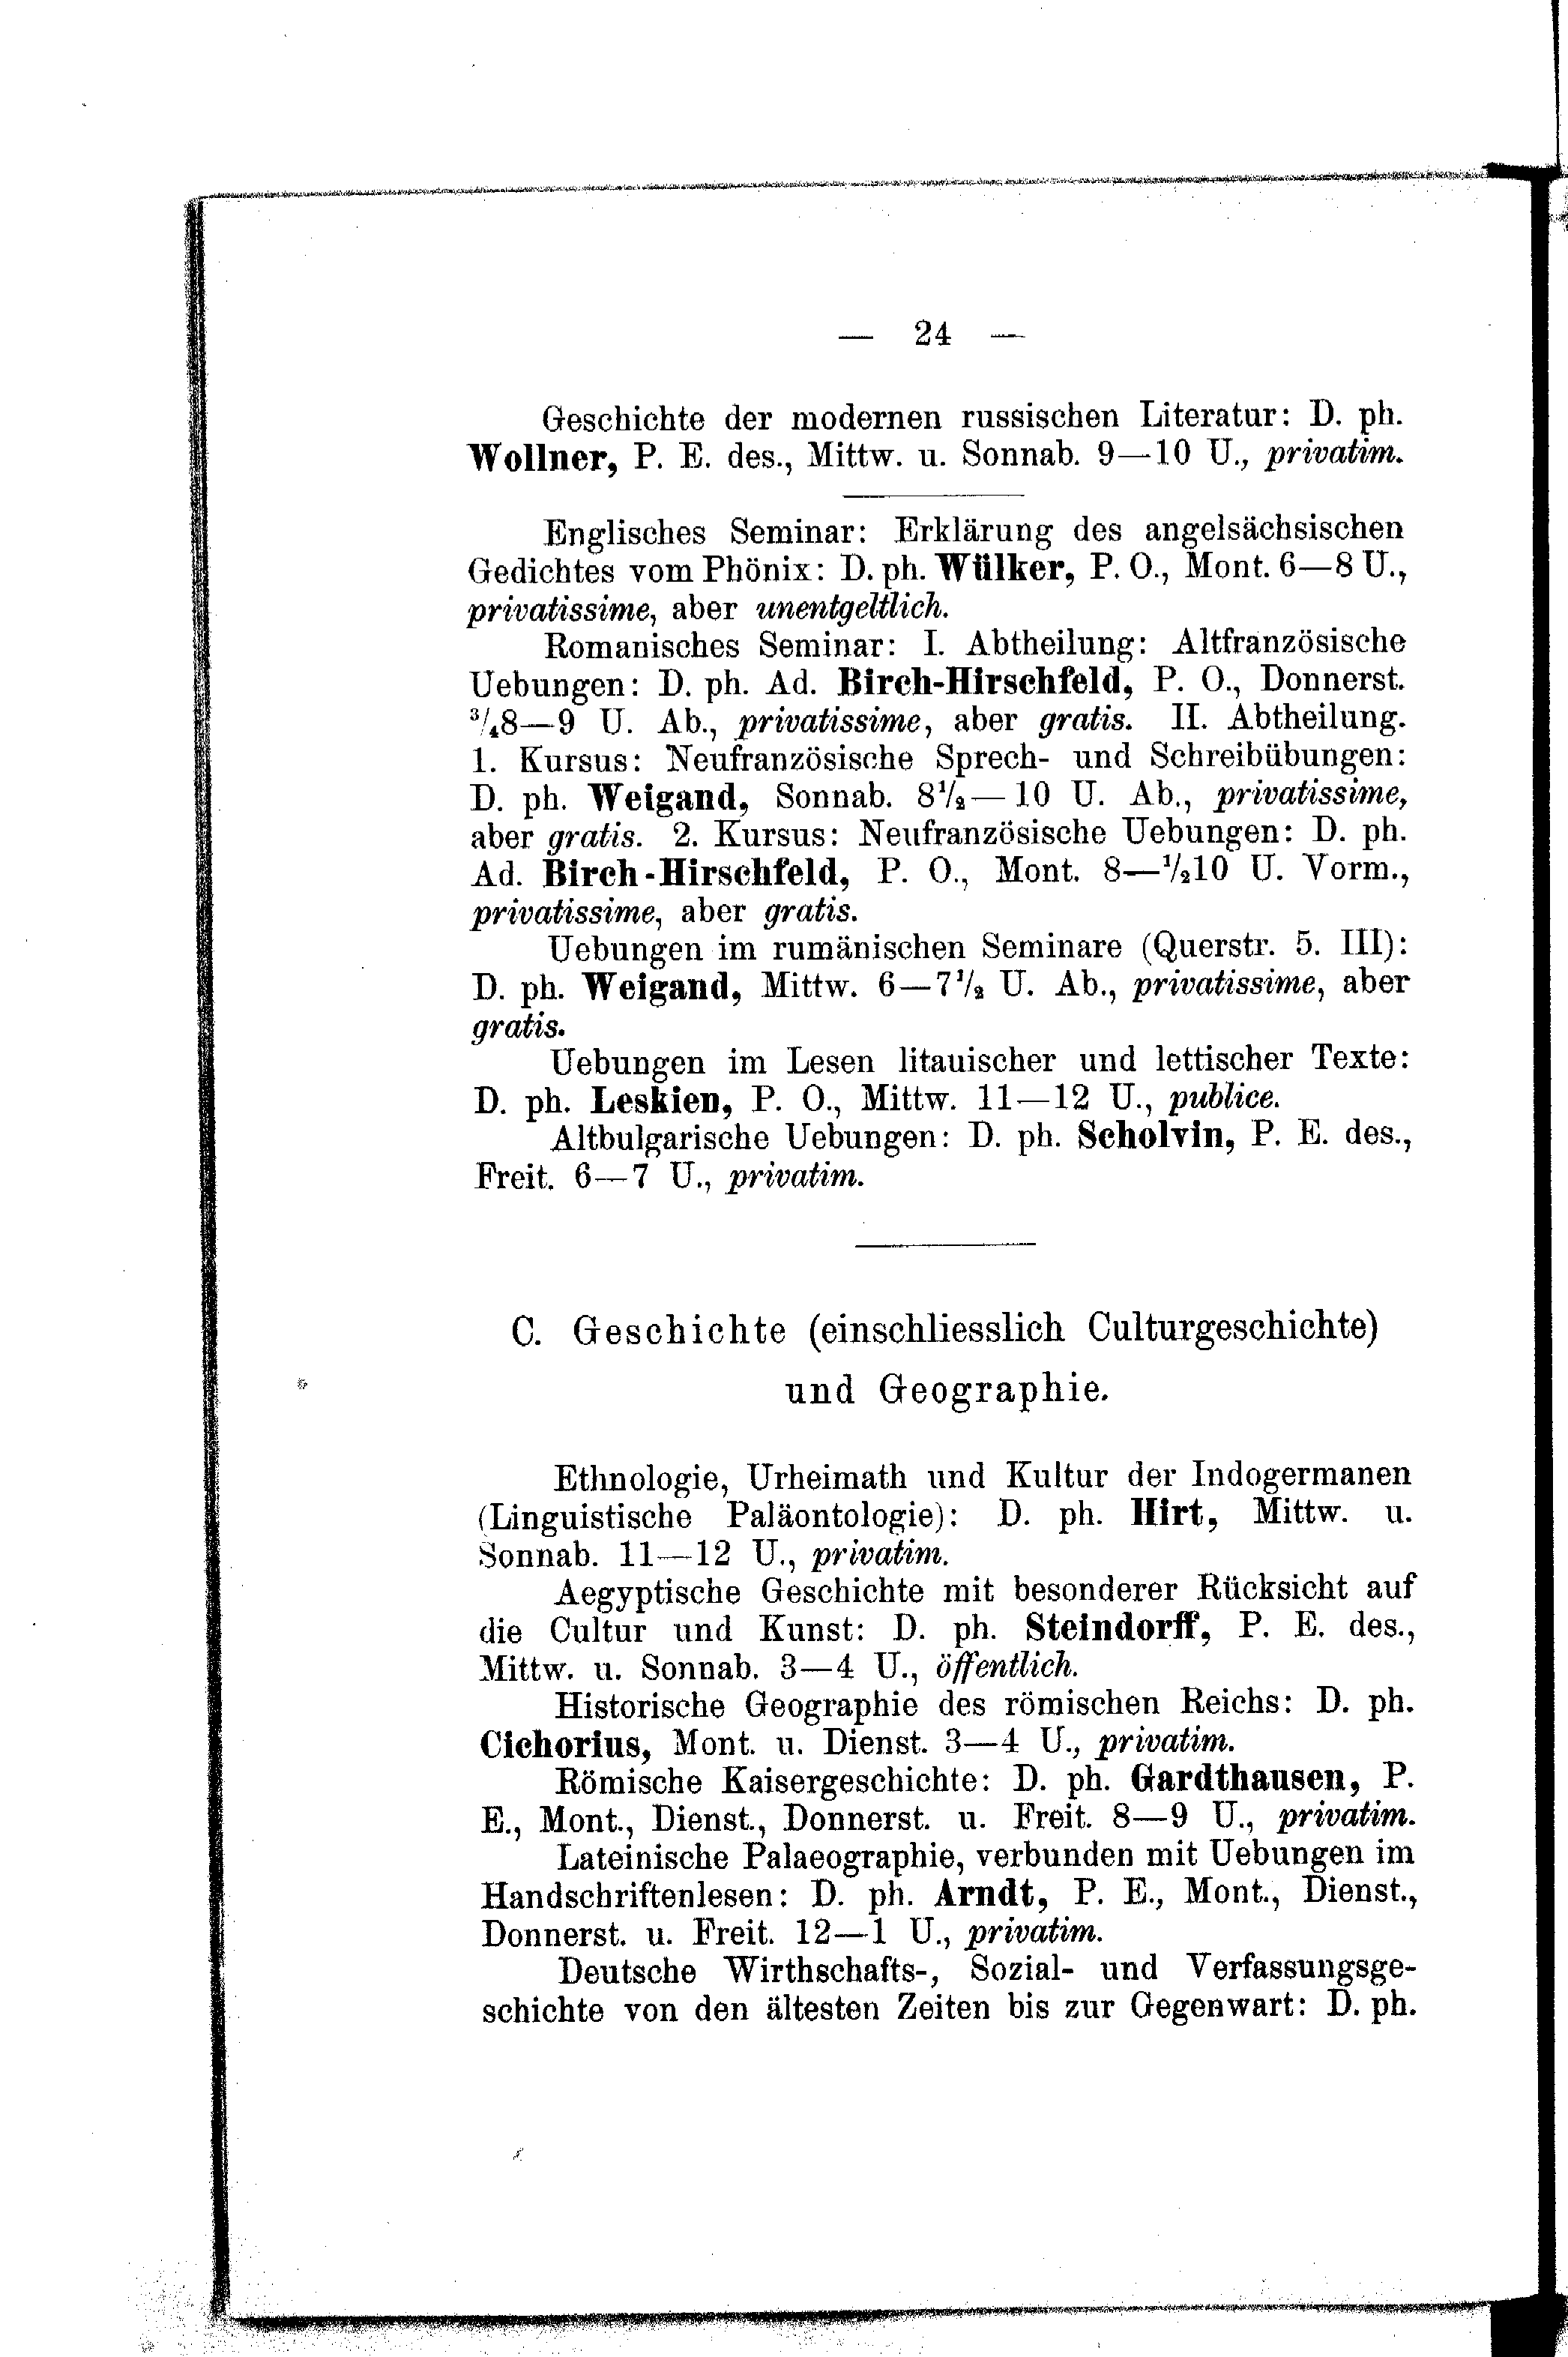 — 24 —
Geschichte der modernen russischen Literatur: D. ph.
Wollner, P. E. des., Mittw. u. Sonnab. 9—10 U., privatim.
Englisches Seminar: Erklärung des angelsächsischen
Gedichtes vom Phönix: D. ph. Wülker, P. O., Mont. 6—8 U.,
privatissime, aber unentgeltlich.
Romanisches Seminar: I. Abtheilung: Altfranzösische
Uebungen: D. ph. Ad. Birch-Hirschfeld, P. O., Donnerst.
³/₄8—9 U. Ab., privatissime, aber gratis. II. Abtheilung.
1. Kursus: Neufranzösische Sprech- und Schreibübungen:
D. ph. Weigand, Sonnab. 8¹/₂—10 U. Ab., privatissime,
aber gratis. 2. Kursus: Neufranzösische Uebungen: D. ph.
Ad. Birch-Hirschfeld, P. O., Mont. 8—¹/₂10 U. Vorm.,
privatissime, aber gratis.
Uebungen im rumänischen Seminare (Querstr. 5. III):
D. ph. Weigand, Mittw. 6—7¹/₂ U. Ab., privatissime, aber
gratis.
Uebungen im Lesen litauischer und lettischer Texte:
D. ph. Leskien, P. O., Mittw. 11—12 U., publice.
Altbulgarische Uebungen: D. ph. Scholvin, P. E. des.,
Freit. 6—7 U., privatim.
C. Geschichte (einschliesslich Culturgeschichte)
und Geographie.
Ethnologie, Urheimath und Kultur der Indogermanen
(Linguistische Paläontologie): D. ph. Hirt, Mittw. u.
Sonnab. 11—12 U., privatim.
Aegyptische Geschichte mit besonderer Rücksicht auf
die Cultur und Kunst: D. ph. Steindorff, P. E. des.,
Mittw. u. Sonnab. 3—4 U., öffentlich.
Historische Geographie des römischen Reichs: D. ph.
Cichorius, Mont. u. Dienst. 3—4 U., privatim.
Römische Kaisergeschichte: D. ph. Gardthausen, P.
E., Mont., Dienst., Donnerst. u. Freit. 8—9 U., privatim.
Lateinische Palaeographie, verbunden mit Uebungen im
Handschriftenlesen: D. ph. Arndt, P. E., Mont., Dienst.,
Donnerst. u. Freit. 12—1 U., privatim.
Deutsche Wirthschafts-, Sozial- und Verfassungsge-
schichte von den ältesten Zeiten bis zur Gegenwart: D. ph.